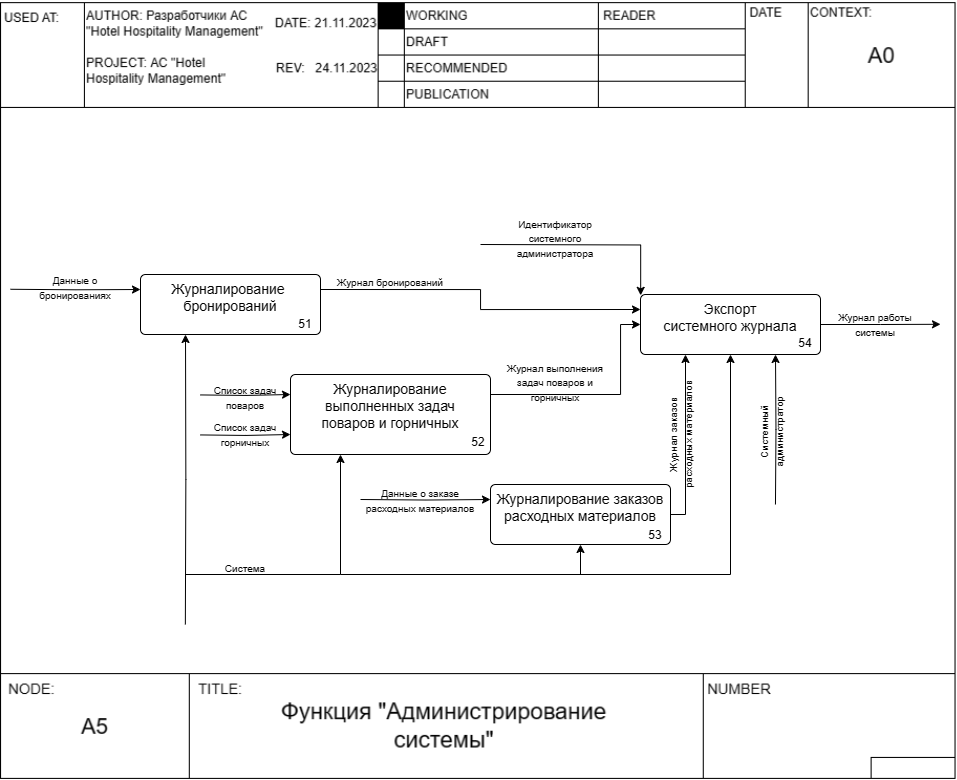 USED AT:
AUTHOR: Разработчики АС
"Hotel Hospitality Management"
DATE: 21.11.2023
PROJECT: АС "Hotel
Hospitality Management"
REV: 24.11.2023
WORKING
DRAFT
RECOMMENDED
PUBLICATION
READER
DATE
CONTEXT:
A0
Идентификатор
системного
администратора
Данные о
бронированиях
Журналирование
бронирований
51
Журнал бронирований
Экспорт
системного журнала
54
Журнал работы
системы
Список задач
поваров
Список задач
горничных
Журналирование
выполненных задач
поваров и горничных
52
Журнал выполнения
задач поваров и
горничных
Журнал заказов
расходных материалов
Системный
администратор
Данные о заказе
расходных материалов
Журналирование заказов
расходных материалов
53
Система
NODE:
A5
TITLE:
Функция "Администрирование
системы"
NUMBER